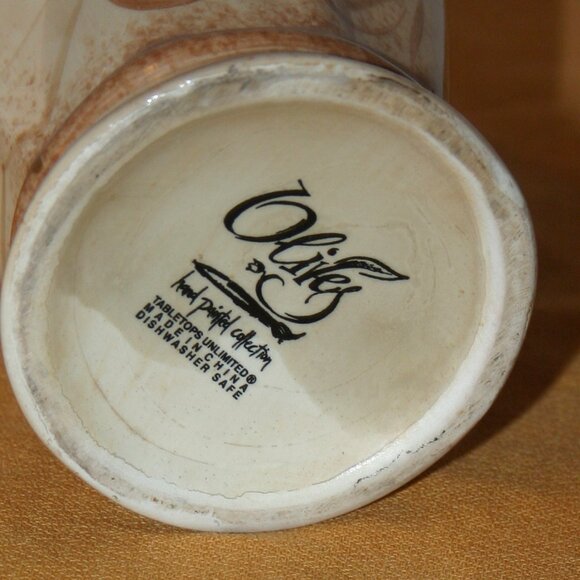 Olives
hand painted collection
TABLETOPS UNLIMITED®
MADE IN CHINA
DISHWASHER SAFE